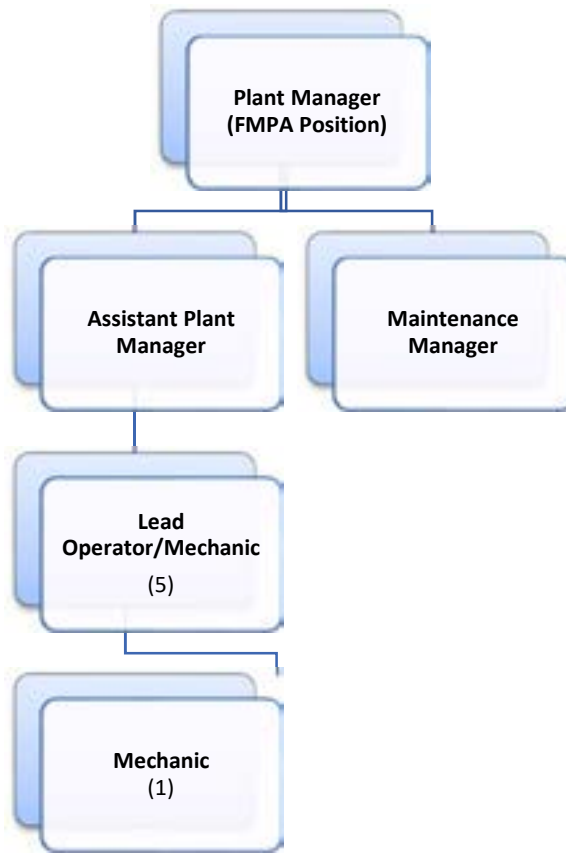 Plant Manager
(FMPA Position)
Assistant Plant
Manager
Maintenance
Manager
Lead
Operator/Mechanic
(5)
Mechanic
(1)